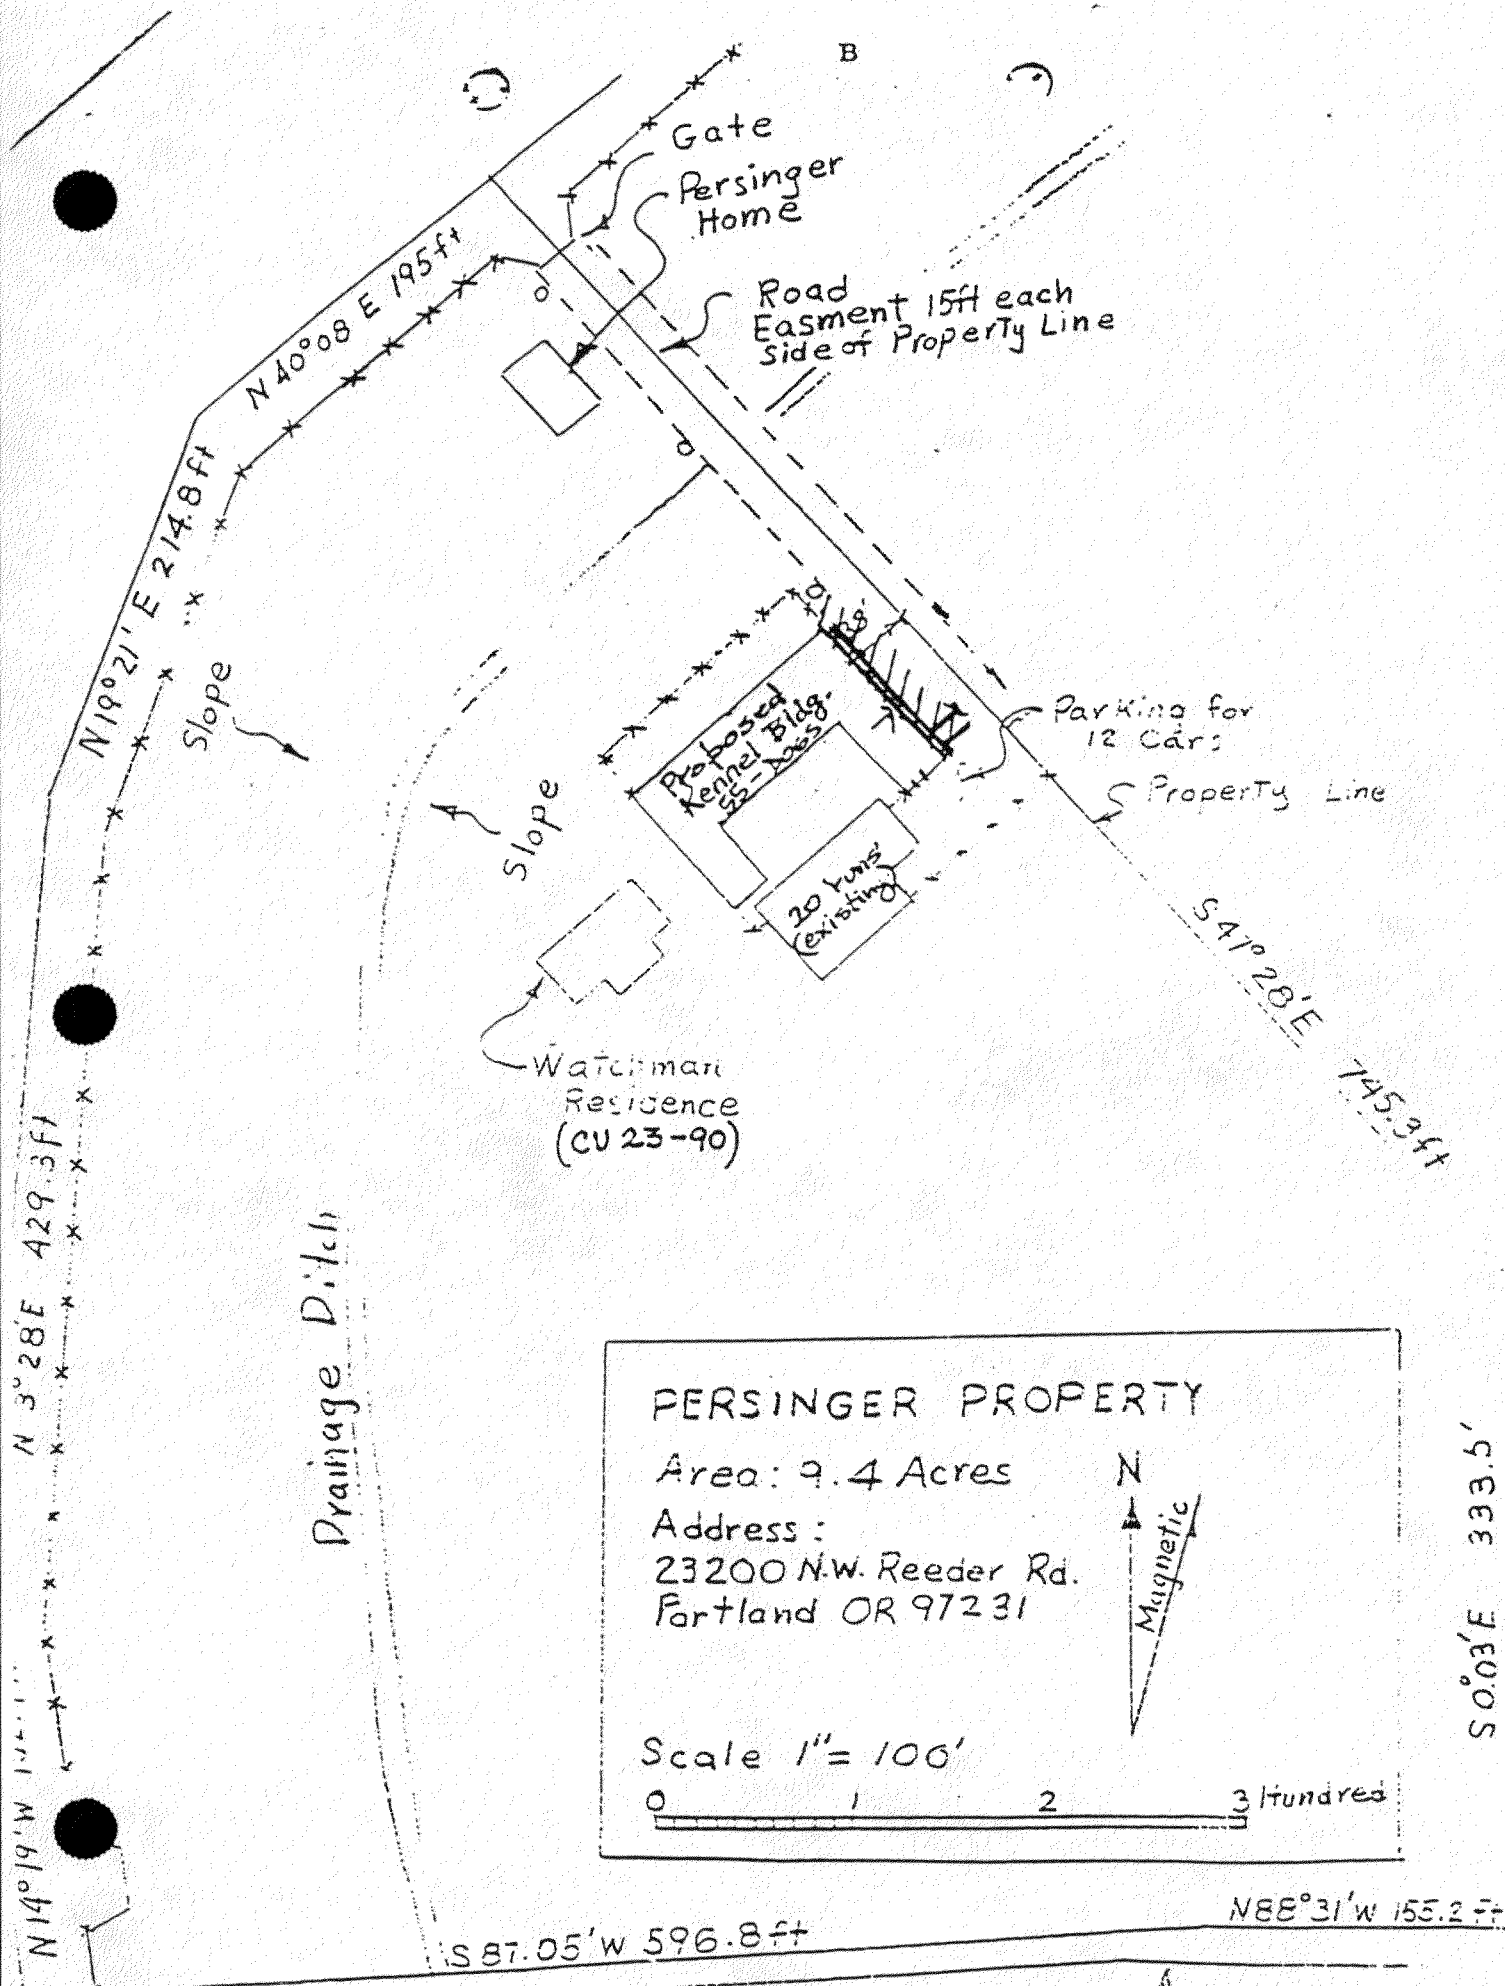 B
Gate
Persinger
Home
Road
Easment 15ft each
side of Property Line
N 40°08 E 195ft
N19°21' E 214.8ft
Slope
38'
Proposed
Kennel Bldg.
55-DOGS
Parking for
12 Cars
Property Line
Slope
20 runs'
(existing)
S 47° 28'E 745.3ft
Watchman
Residence
(CU 23-90)
N 3°28'E 429.3ft
Drainage Ditch
PERSINGER PROPERTY
Area: 9.4 Acres
N
Magnetic
Address:
23200 N.W. Reeder Rd.
Portland OR 97231
Scale 1"= 100'
0 1 2 3 Hundred
S 0°03'E 333.5'
N14°19'W
N88°31'W 155.2 ft
S 87.05'W 596.8ft